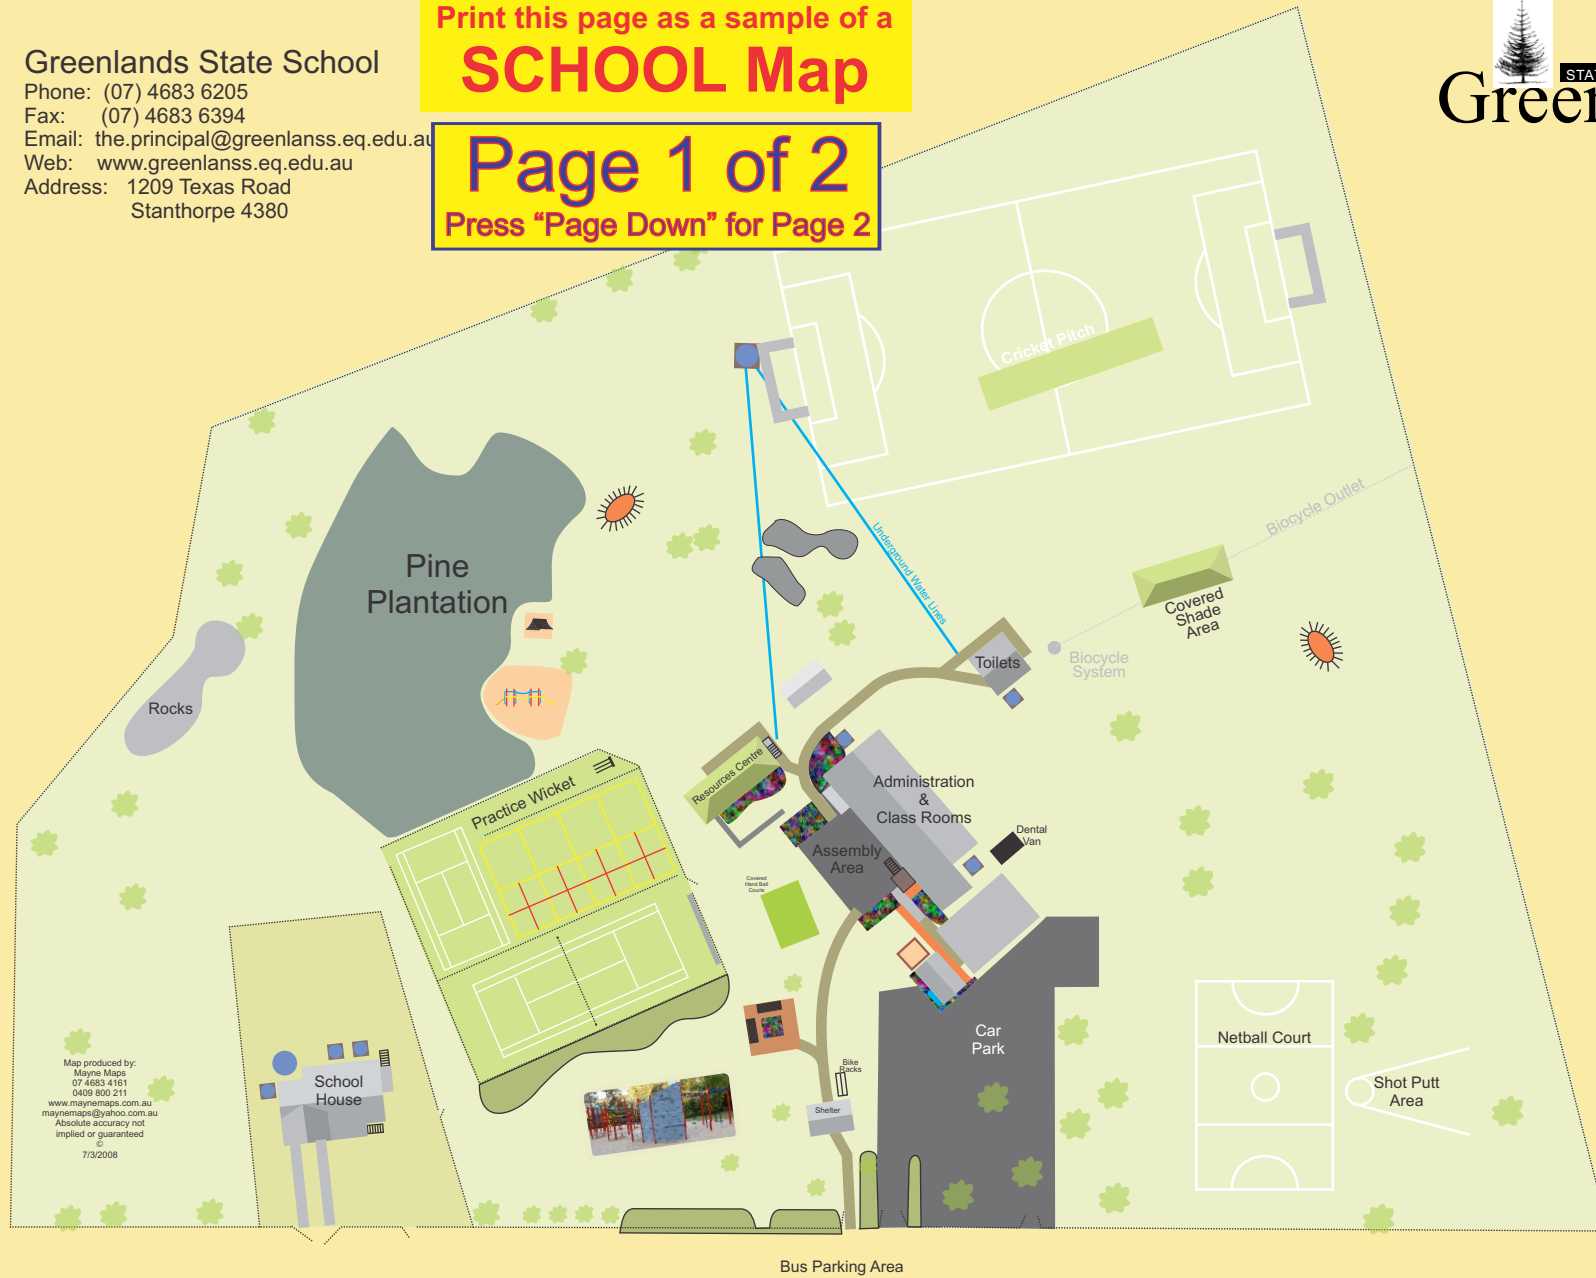 Print this page as a sample of a
SCHOOL Map
Page 1 of 2
Press “Page Down” for Page 2
Greenlands State School
Phone: (07) 4683 6205
Fax: (07) 4683 6394
Email: the.principal@greenlanss.eq.edu.au
Web: www.greenlanss.eq.edu.au
Address: 1209 Texas Road
Stanthorpe 4380
Cricket Pitch
Underground Water Lines
Biocycle Outlet
Covered
Shade
Area
Biocycle
System
Toilets
Pine
Plantation
Rocks
Practice Wicket
Resources Centre
Administration
&
Class Rooms
Dental
Van
Assembly
Area
Covered
Hand Ball
Courts
Car
Park
Bike
Racks
Shelter
Netball Court
Shot Putt
Area
School
House
Map produced by:
Mayne Maps
07 4683 4161
0409 800 211
www.maynemaps.com.au
maynemaps@yahoo.com.au
Absolute accuracy not
implied or guaranteed
©
7/3/2008
Bus Parking Area